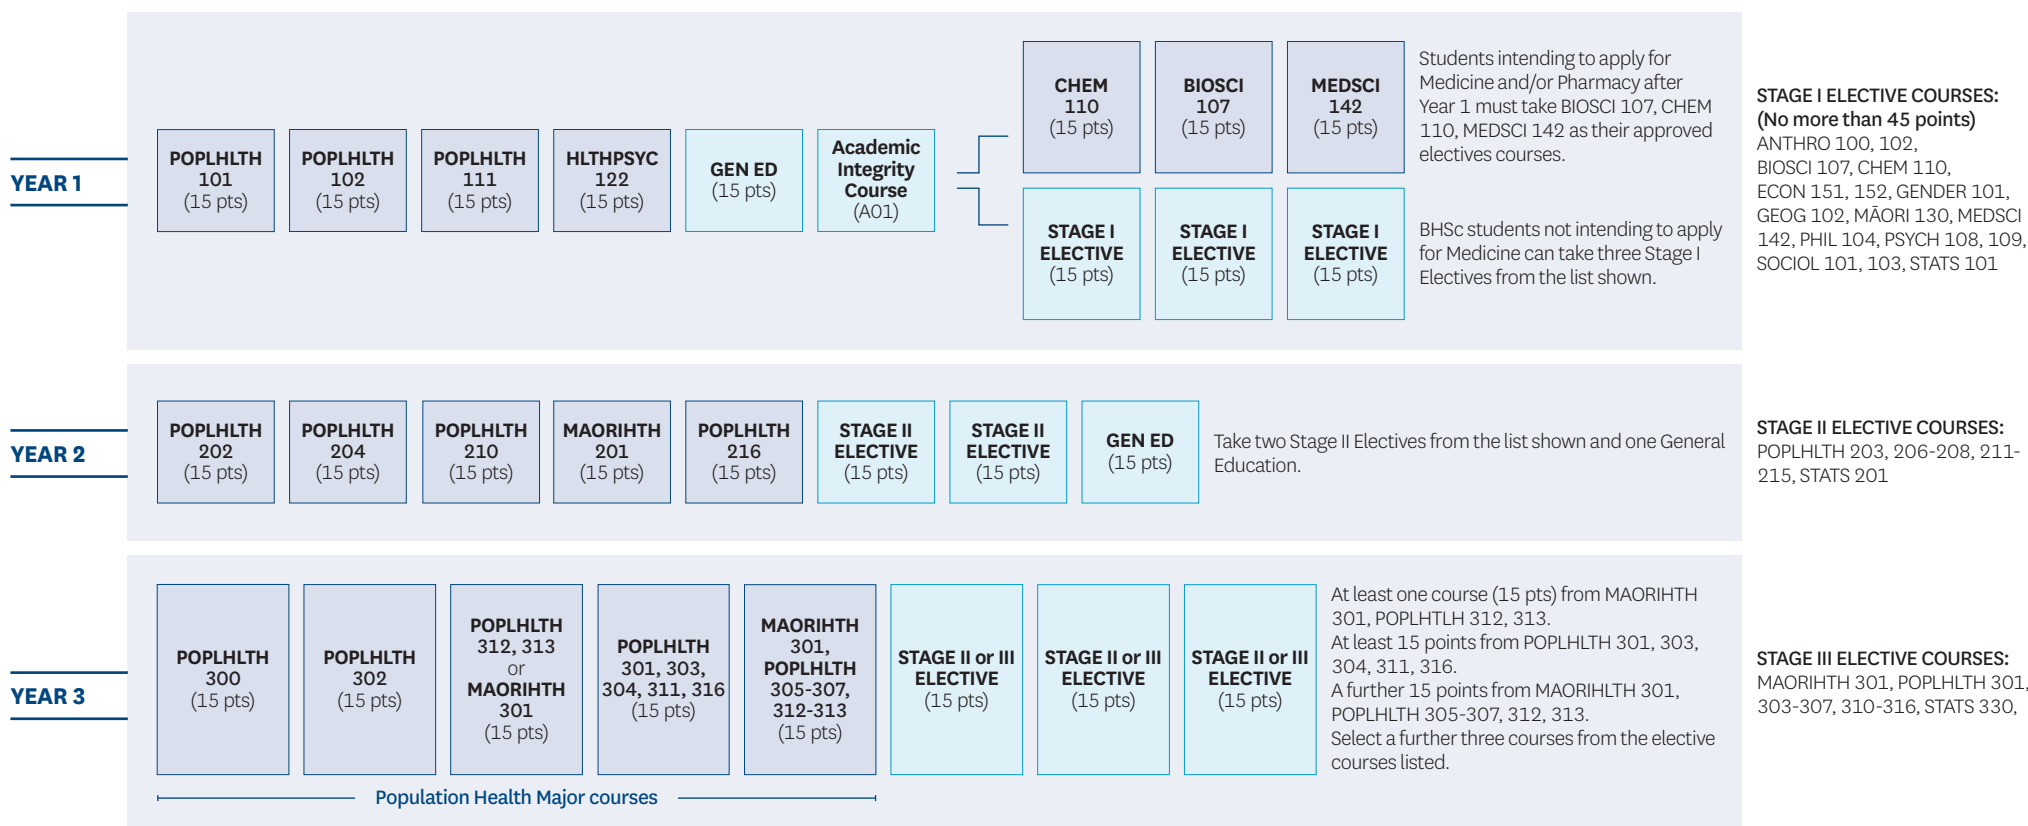 YEAR 1
POPLHLTH
101
(15 pts)
POPLHLTH
102
(15 pts)
POPLHLTH
111
(15 pts)
HLTHPSYC
122
(15 pts)
GEN ED
(15 pts)
Academic
Integrity
Course
(A01)
CHEM
110
(15 pts)
BIOSCI
107
(15 pts)
MEDSCI
142
(15 pts)
Students intending to apply for
Medicine and/or Pharmacy after
Year 1 must take BIOSCI 107, CHEM
110, MEDSCI 142 as their approved
electives courses.
STAGE I
ELECTIVE
(15 pts)
STAGE I
ELECTIVE
(15 pts)
STAGE I
ELECTIVE
(15 pts)
BHSc students not intending to apply
for Medicine can take three Stage I
Electives from the list shown.
STAGE I ELECTIVE COURSES:
(No more than 45 points)
ANTHRO 100, 102,
BIOSCI 107, CHEM 110,
ECON 151, 152, GENDER 101,
GEOG 102, MĀORI 130, MEDSCI
142, PHIL 104, PSYCH 108, 109,
SOCIOL 101, 103, STATS 101
YEAR 2
POPLHLTH
202
(15 pts)
POPLHLTH
204
(15 pts)
POPLHLTH
210
(15 pts)
MAORIHTH
201
(15 pts)
POPLHLTH
216
(15 pts)
STAGE II
ELECTIVE
(15 pts)
STAGE II
ELECTIVE
(15 pts)
GEN ED
(15 pts)
Take two Stage II Electives from the list shown and one General
Education.
STAGE II ELECTIVE COURSES:
POPLHLTH 203, 206-208, 211-
215, STATS 201
YEAR 3
POPLHLTH
300
(15 pts)
POPLHLTH
302
(15 pts)
POPLHLTH
312, 313
or
MAORIHTH
301
(15 pts)
POPLHLTH
301, 303,
304, 311, 316
(15 pts)
MAORIHTH
301,
POPLHLTH
305-307,
312-313
(15 pts)
STAGE II or III
ELECTIVE
(15 pts)
STAGE II or III
ELECTIVE
(15 pts)
STAGE II or III
ELECTIVE
(15 pts)
At least one course (15 pts) from MAORIHTH
301, POPLHTLH 312, 313.
At least 15 points from POPLHLTH 301, 303,
304, 311, 316.
A further 15 points from MAORIHLTH 301,
POPLHLTH 305-307, 312, 313.
Select a further three courses from the elective
courses listed.
STAGE III ELECTIVE COURSES:
MAORIHTH 301, POPLHLTH 301,
303-307, 310-316, STATS 330,
Population Health Major courses